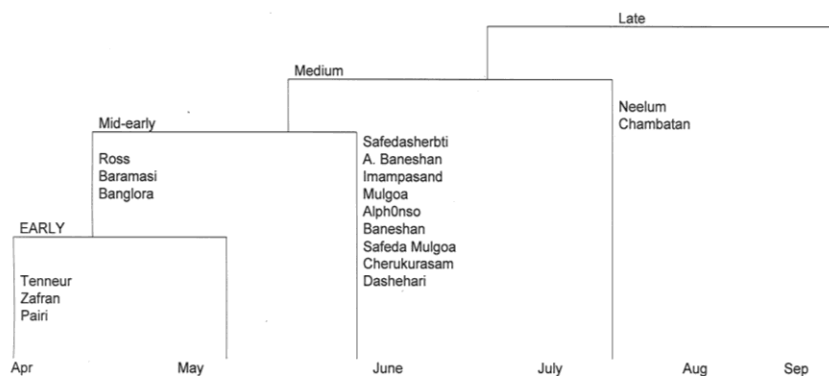 Late
Medium
Neelum
Chambatan
Mid-early
Safedasherbti
Ross
A. Baneshan
Baramasi
Imampasand
Banglora
Mulgoa
Alph0nso
EARLY
Baneshan
Safeda Mulgoa
Cherukurasam
Tenneur
Dashehari
Zafran
Pairi
Apr May June July Aug Sep